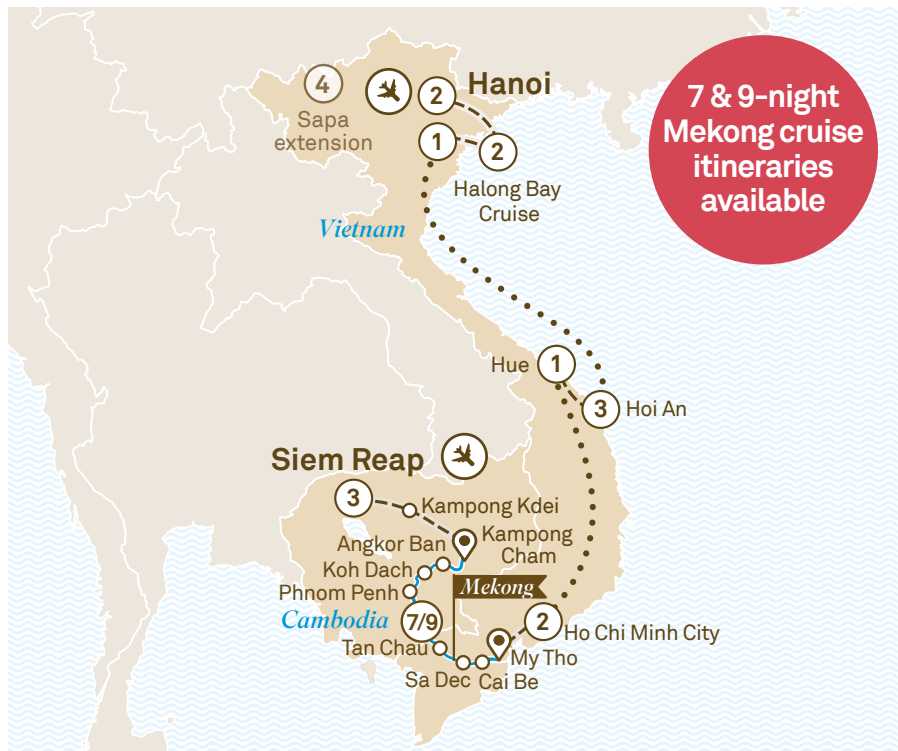 7 & 9-night
Mekong cruise
itineraries
available
4
Sapa
extension
2
Hanoi
1
2
Halong Bay
Cruise
Vietnam
Hue
1
3
Hoi An
Siem Reap
3
Kampong Kdei
Angkor Ban
Kampong
Cham
Koh Dach
Phnom Penh
Mekong
Cambodia
7/9
2
Ho Chi Minh City
Tan Chau
My Tho
Sa Dec
Cai Be